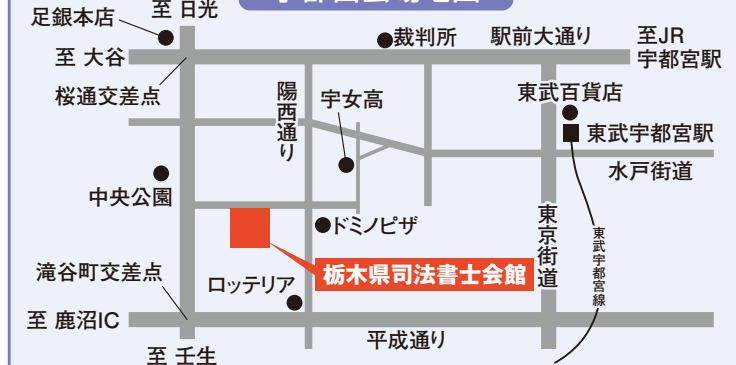 足銀本店
至 日光
裁判所
駅前大通り
至JR
宇都宮駅
至 大谷
桜通交差点
陽西通り
宇女高
東武百貨店
東武宇都宮駅
水戸街道
中央公園
ドミノピザ
東京街道
東武宇都宮線
滝谷町交差点
ロッテリア
栃木県司法書士会館
至 鹿沼IC
平成通り
至 壬生